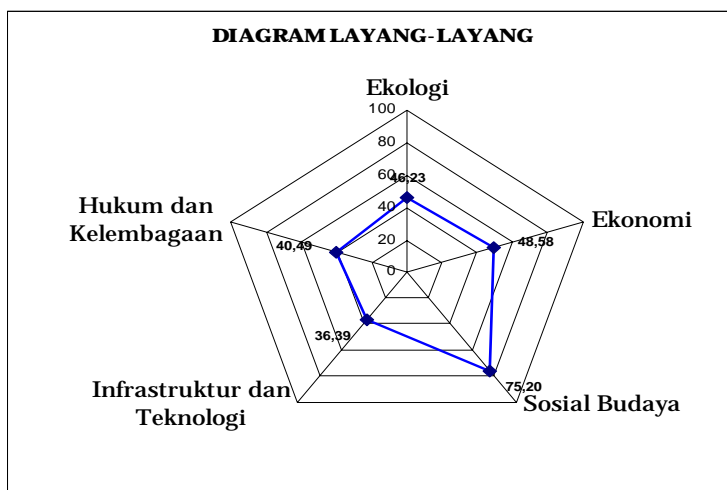 DIAGRAM LAYANG-LAYANG
Ekologi
100
80
60
46,23
40
20
0
Ekonomi
48,58
Hukum dan
Kelembagaan
40,49
36,39
Infrastruktur dan
Teknologi
75,20
Sosial Budaya